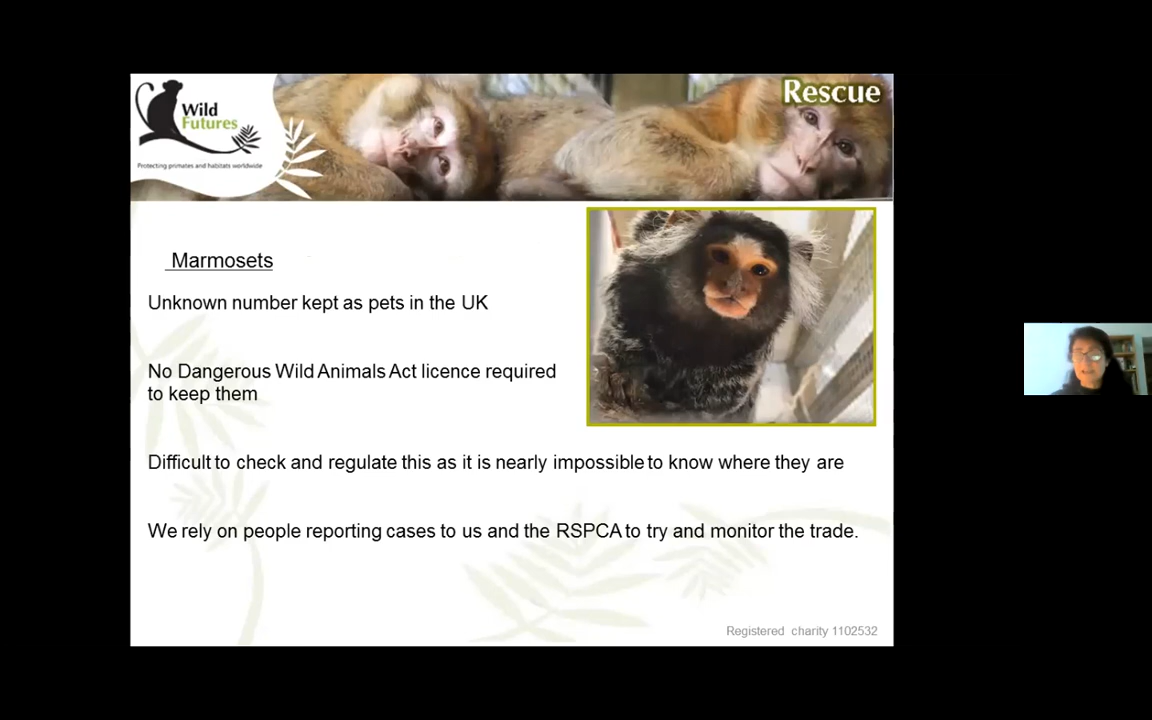 Wild
Futures
Protecting primates and habitats worldwide
Rescue
Marmosets
Unknown number kept as pets in the UK
No Dangerous Wild Animals Act licence required
to keep them
Difficult to check and regulate this as it is nearly impossible to know where they are
We rely on people reporting cases to us and the RSPCA to try and monitor the trade.
Registered charity 1102532